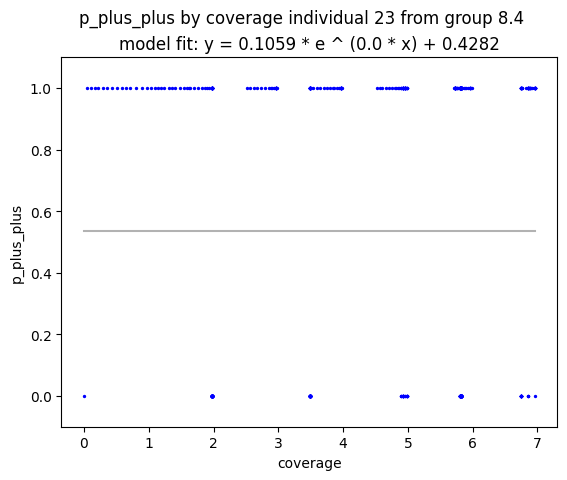 p_plus_plus by coverage individual 23 from group 8.4
model fit: y = 0.1059 * e ^ (0.0 * x) + 0.4282
1.0
0.8
0.6
0.4
0.2
0.0
p_plus_plus
0 1 2 3 4 5 6 7
coverage